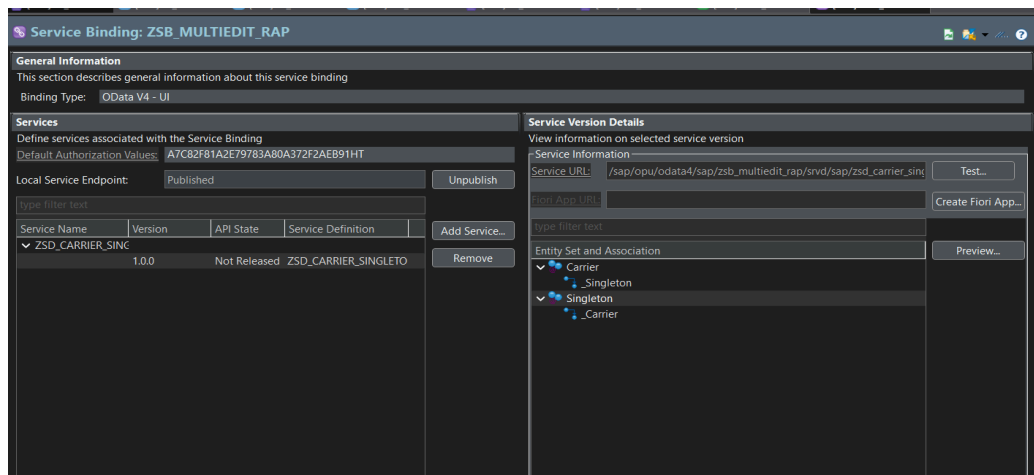 Service Binding: ZSB_MULTIEDIT_RAP
General Information
This section describes general information about this service binding
Binding Type: OData V4 - UI
Services
Define services associated with the Service Binding
Default Authorization Values: A7C82F81A2E79783A80A372F2AEB91HT
Local Service Endpoint: Published Unpublish
type filter text
Service Name Version API State Service Definition Add Service...
ZSD_CARRIER_SING
1.0.0 Not Released ZSD_CARRIER_SINGLETO Remove
Service Version Details
View information on selected service version
Service Information
Service URL: /sap/opu/odata4/sap/zsb_multiedit_rap/srvd/sap/zsd_carrier_sing Test...
Fiori App URL: Create Fiori App...
type filter text
Entity Set and Association Preview...
Carrier
_Singleton
Singleton
_Carrier